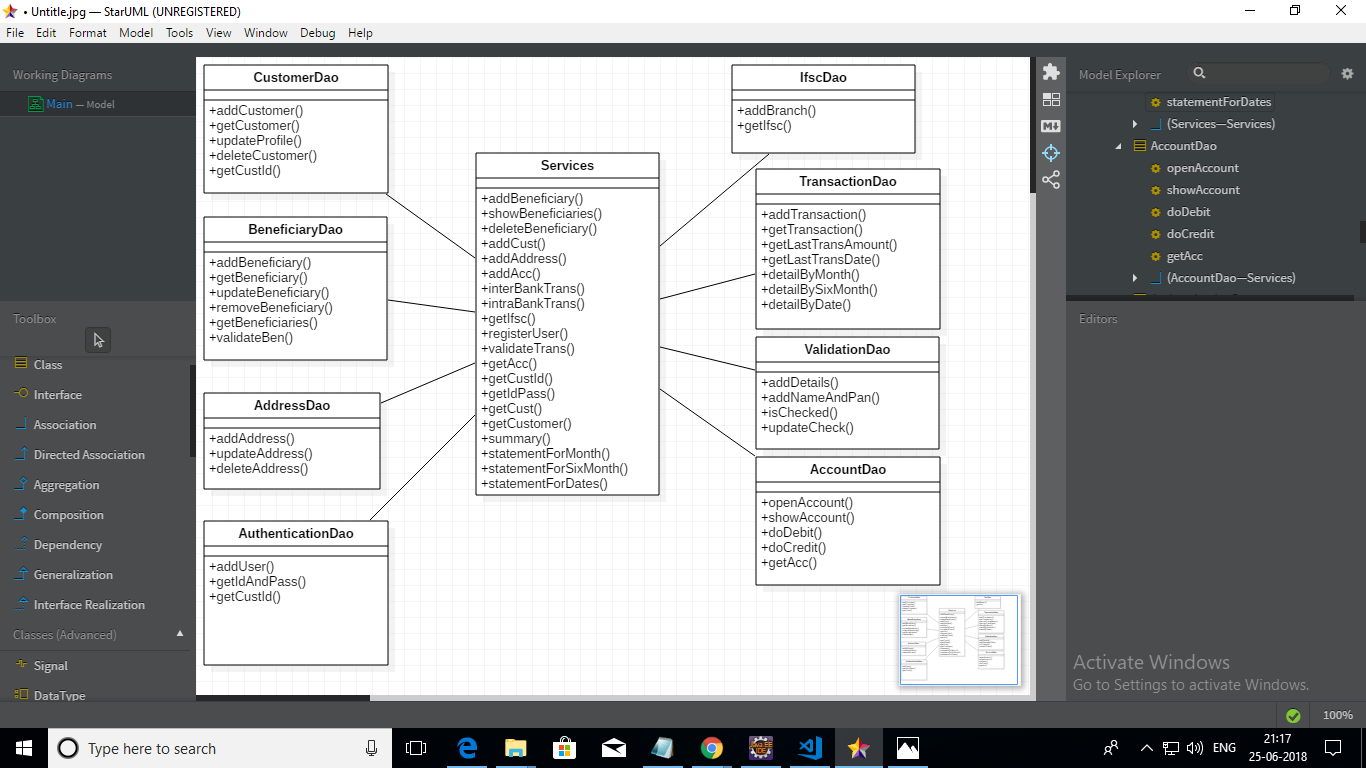 • Untitle.jpg — StarUML (UNREGISTERED)
File Edit Format Model Tools View Window Debug Help
Working Diagrams
Main — Model
Toolbox
Class
Interface
Association
Directed Association
Aggregation
Composition
Dependency
Generalization
Interface Realization
Classes (Advanced)
Signal
DataType
CustomerDao
+addCustomer()
+getCustomer()
+updateProfile()
+deleteCustomer()
+getCustId()
BeneficiaryDao
+addBeneficiary()
+getBeneficiary()
+updateBeneficiary()
+removeBeneficiary()
+getBeneficiaries()
+validateBen()
AddressDao
+addAddress()
+updateAddress()
+deleteAddress()
AuthenticationDao
+addUser()
+getIdAndPass()
+getCustId()
Services
+addBeneficiary()
+showBeneficiaries()
+deleteBeneficiary()
+addCust()
+addAddress()
+addAcc()
+interBankTrans()
+intraBankTrans()
+getIfsc()
+registerUser()
+validateTrans()
+getAcc()
+getCustId()
+getIdPass()
+getCust()
+getCustomer()
+summary()
+statementForMonth()
+statementForSixMonth()
+statementForDates()
IfscDao
+addBranch()
+getIfsc()
TransactionDao
+addTransaction()
+getTransaction()
+getLastTransAmount()
+getLastTransDate()
+detailByMonth()
+detailBySixMonth()
+detailByDate()
ValidationDao
+addDetails()
+addNameAndPan()
+isChecked()
+updateCheck()
AccountDao
+openAccount()
+showAccount()
+doDebit()
+doCredit()
+getAcc()
M
Model Explorer
statementForDates
(Services—Services)
AccountDao
openAccount
showAccount
doDebit
doCredit
getAcc
(AccountDao—Services)
Editors
Activate Windows
Go to Settings to activate Windows.
100%
Type here to search
JAVA EE
IDE
ENG
21:17
25-06-2018